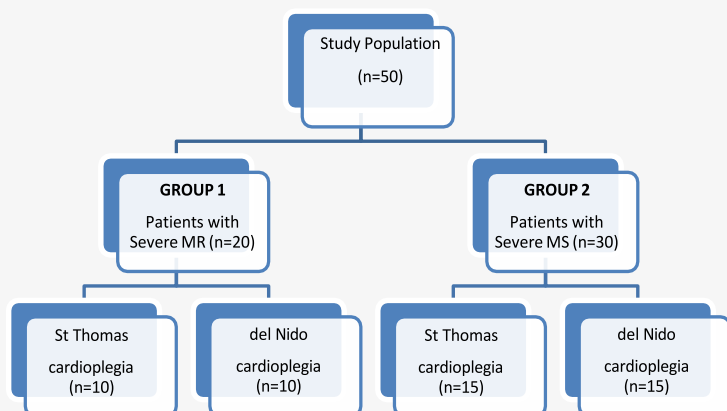 Study Population
(n=50)
GROUP 1
Patients with
Severe MR (n=20)
GROUP 2
Patients with
Severe MS (n=30)
St Thomas
cardioplegia
(n=10)
del Nido
cardioplegia
(n=10)
St Thomas
cardioplegia
(n=15)
del Nido
cardioplegia
(n=15)